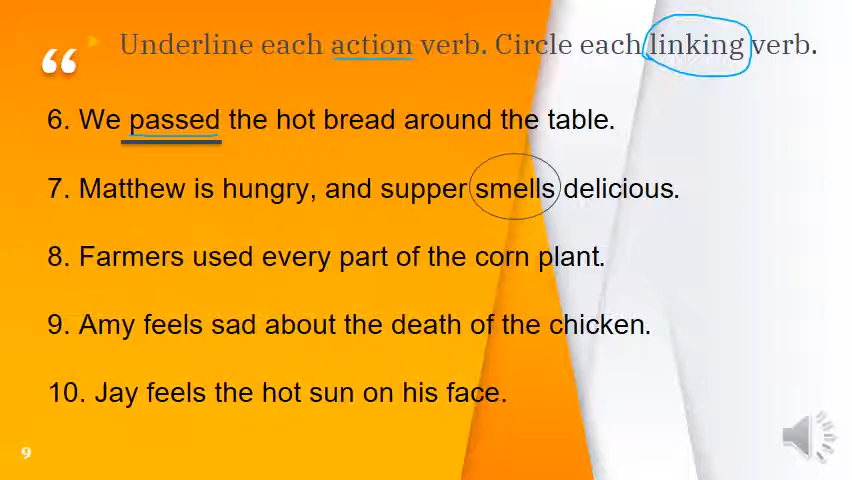 Underline each action verb. Circle each linking verb.
6. We passed the hot bread around the table.
7. Matthew is hungry, and supper smells delicious.
8. Farmers used every part of the corn plant.
9. Amy feels sad about the death of the chicken.
10. Jay feels the hot sun on his face.
9